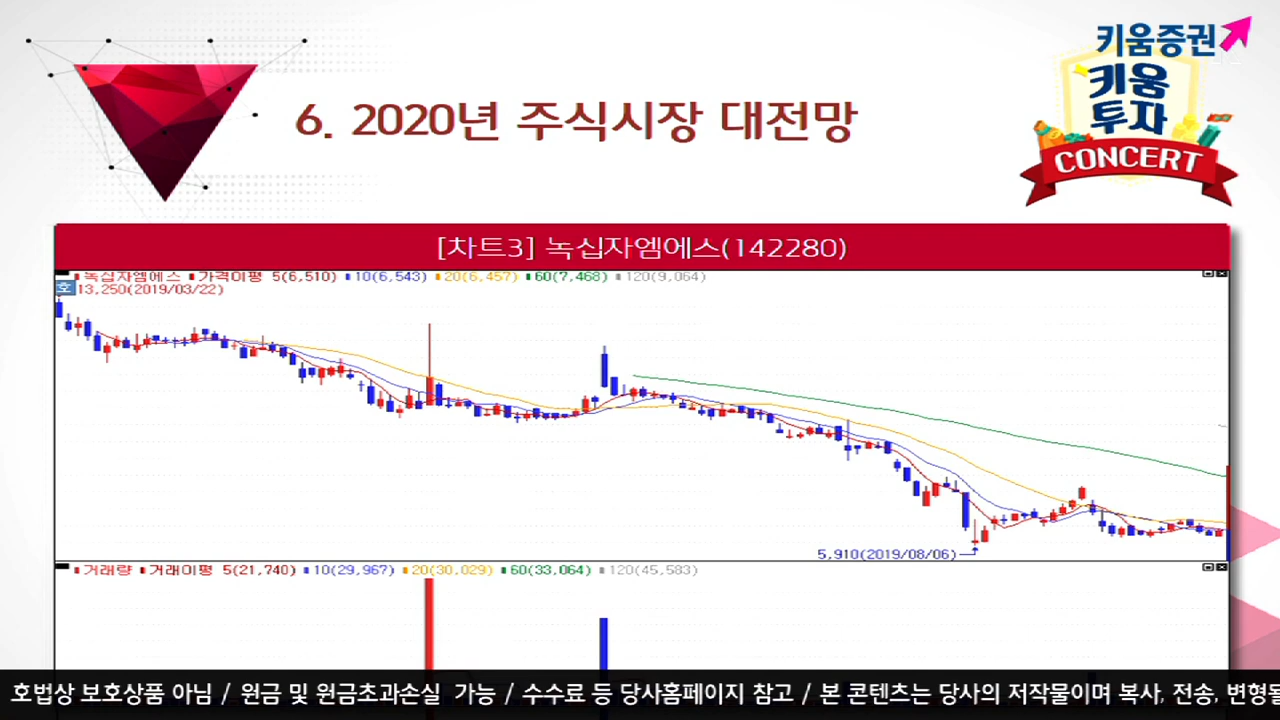 키움증권
키움
투자
CONCERT
6. 2020년 주식시장 대전망
[차트3] 녹십자엠에스(142280)
녹십자엠에스 가격이평 5(6,510) 10(6,543) 20(6,457) 60(7,468) 120(9,064)
호 13,250(2019/03/22)
5,910(2019/08/06)
거래량 거래이평 5(21,740) 10(29,967) 20(30,029) 60(33,064) 120(45,583)
호법상 보호상품 아님 / 원금 및 원금초과손실 가능 / 수수료 등 당사홈페이지 참고 / 본 콘텐츠는 당사의 저작물이며 복사, 전송, 변형될